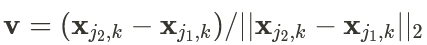 𝐯 = (𝐱_{j_2,k} − 𝐱_{j_1,k})/||𝐱_{j_2,k} − 𝐱_{j_1,k}||_2